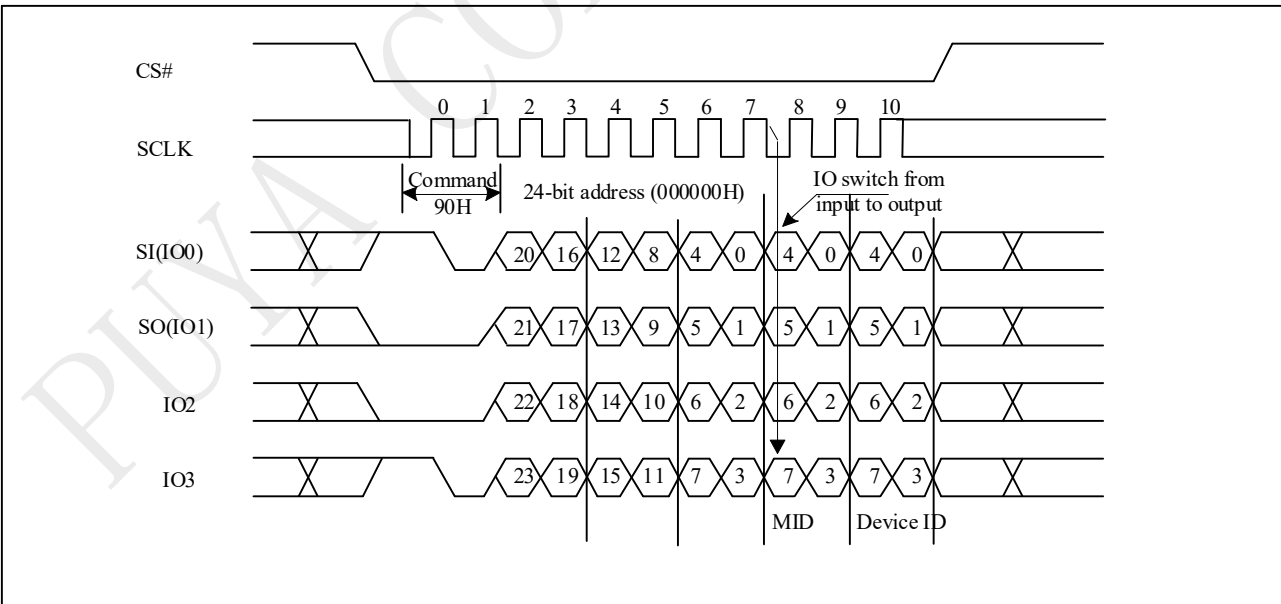 PUYA CO
CS#
0 1 2 3 4 5 6 7 8 9 10
SCLK
Command
90H
24-bit address (000000H)
IO switch from
input to output
SI(IO0)
20 16 12 8 4 0 4 0 4 0
SO(IO1)
21 17 13 9 5 1 5 1 5 1
IO2
22 18 14 10 6 2 6 2 6 2
IO3
23 19 15 11 7 3 7 3 7 3
MID
Device ID